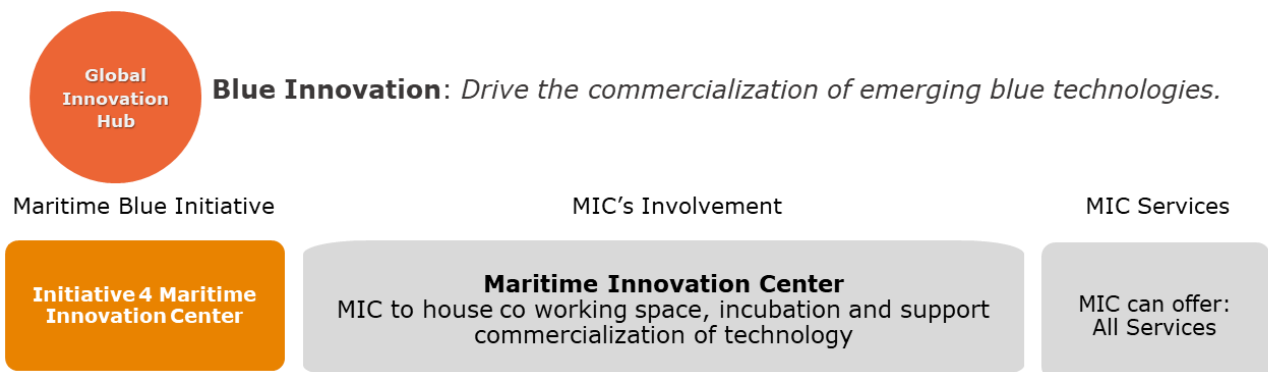 Global
Innovation
Hub
Blue Innovation: Drive the commercialization of emerging blue technologies.
Maritime Blue Initiative
MIC's Involvement
MIC Services
Initiative 4 Maritime
Innovation Center
Maritime Innovation Center
MIC to house co working space, incubation and support
commercialization of technology
MIC can offer:
All Services